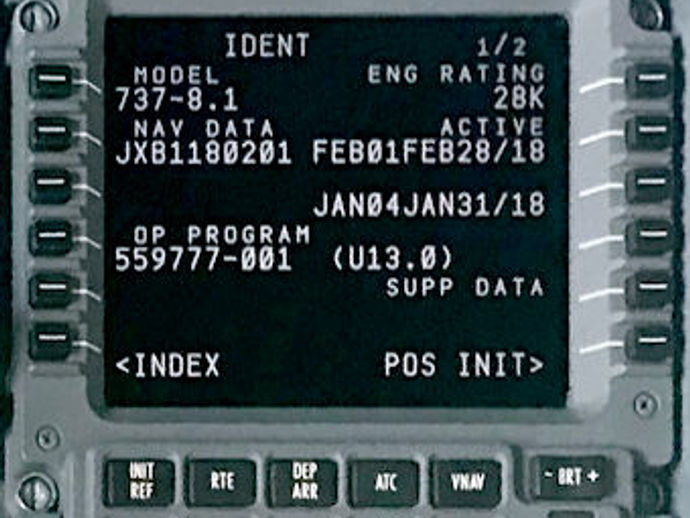 IDENT 1/2
MODEL ENG RATING
737-8.1 28K
NAV DATA ACTIVE
JXB1180201 FEB01FEB28/18
JAN04JAN31/18
OP PROGRAM
559777-001 (U13.0)
SUPP DATA
<INDEX POS INIT>
INIT REF RTE DEP ARR ATC VNAV - BRT +